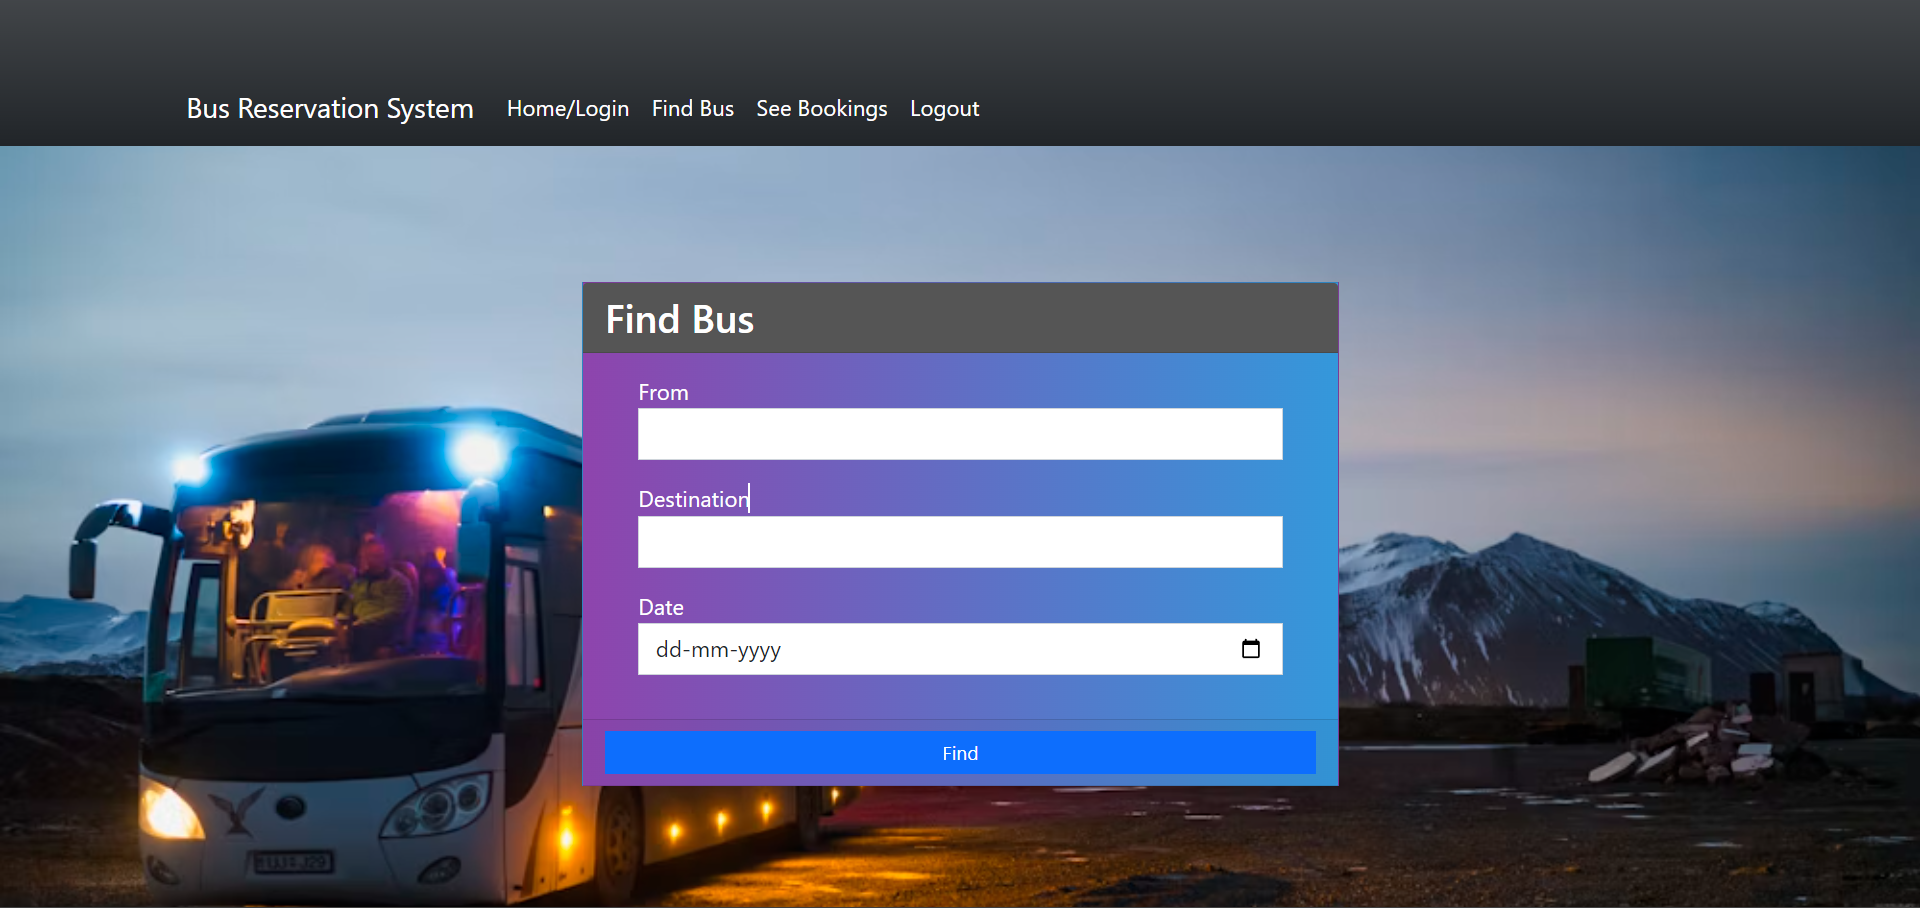 Bus Reservation System Home/Login Find Bus See Bookings Logout
Find Bus
From
Destination
Date
dd-mm-yyyy
Find